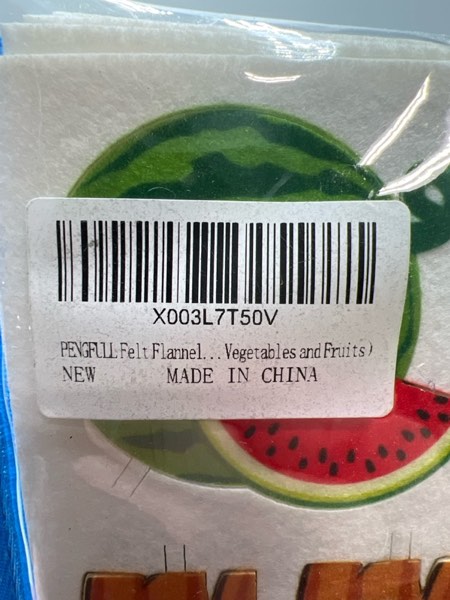 X003L7T50V
PENGFULL Felt Flannel... Vegetables and Fruits)
NEW MADE IN CHINA